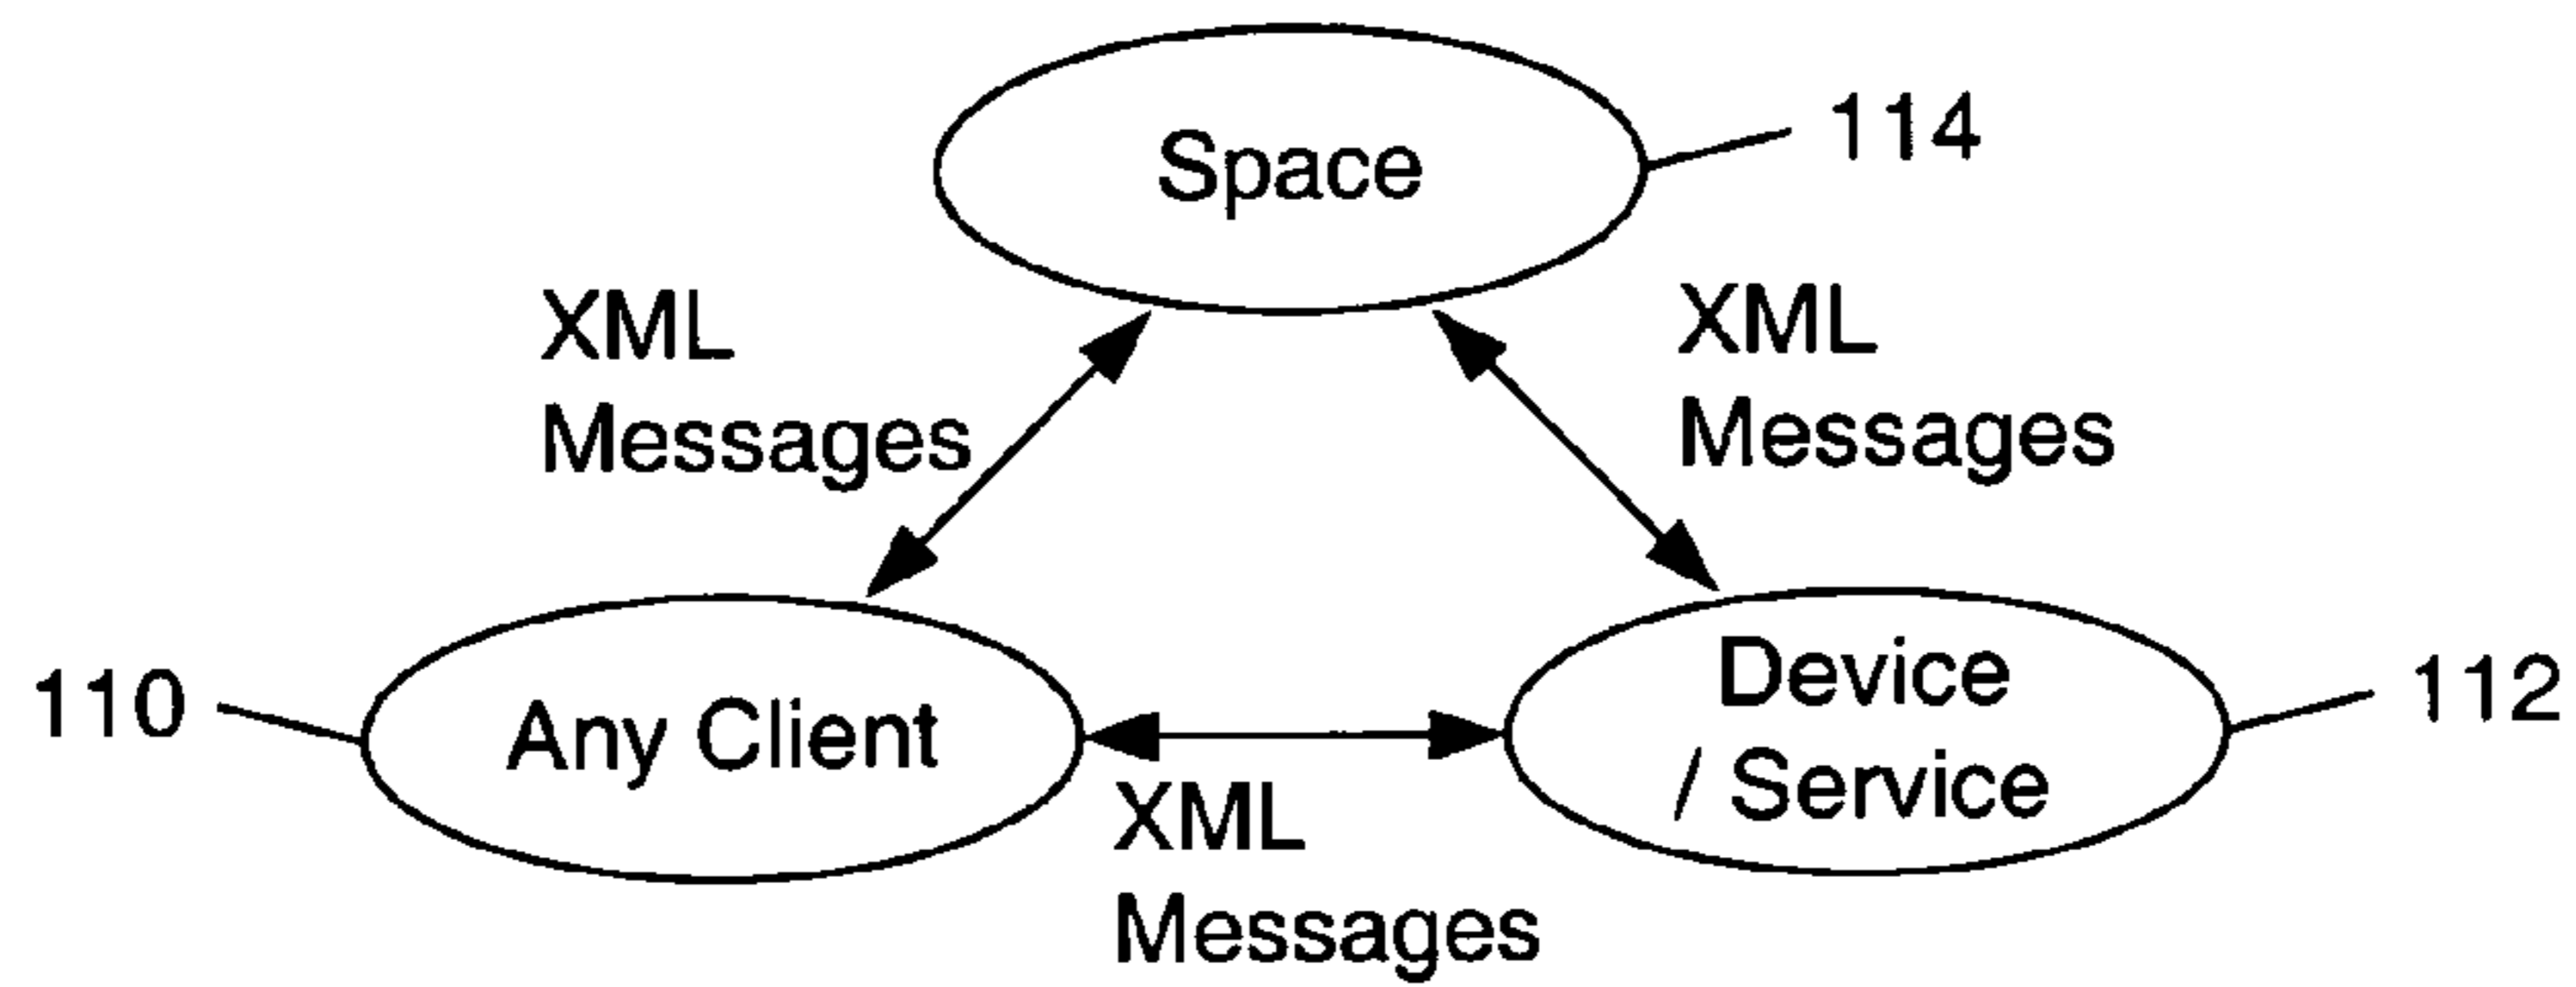 Space
114
XML
Messages
XML
Messages
110
Any Client
Device
/ Service
112
XML
Messages